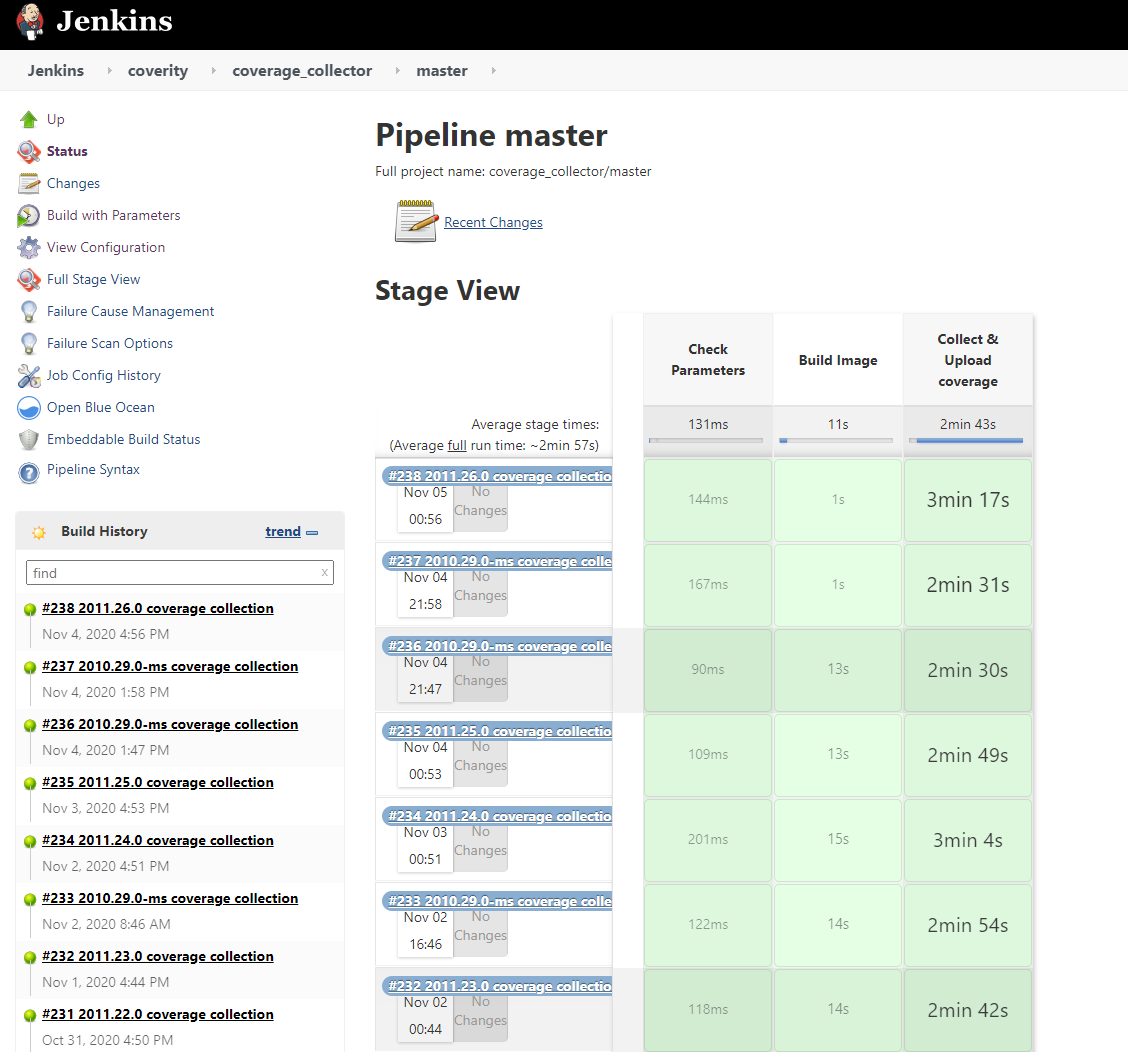 Jenkins
Jenkins
coverity
coverage_collector
master
Up
Status
Changes
Build with Parameters
View Configuration
Full Stage View
Failure Cause Management
Failure Scan Options
Job Config History
Open Blue Ocean
Embeddable Build Status
Pipeline Syntax
Build History
trend
find
x
#238 2011.26.0 coverage collection
Nov 4, 2020 4:56 PM
#237 2010.29.0-ms coverage collection
Nov 4, 2020 1:58 PM
#236 2010.29.0-ms coverage collection
Nov 4, 2020 1:47 PM
#235 2011.25.0 coverage collection
Nov 3, 2020 4:53 PM
#234 2011.24.0 coverage collection
Nov 2, 2020 4:51 PM
#233 2010.29.0-ms coverage collection
Nov 2, 2020 8:46 AM
#232 2011.23.0 coverage collection
Nov 1, 2020 4:44 PM
#231 2011.22.0 coverage collection
Oct 31, 2020 4:50 PM
Pipeline master
Full project name: coverage_collector/master
Recent Changes
Stage View
Check
Parameters
Build Image
Collect &
Upload
coverage
Average stage times:
(Average full run time: ~2min 57s)
131ms
11s
2min 43s
#238 2011.26.0 coverage collectio
Nov 05
00:56
No
Changes
144ms
1s
3min 17s
#237 2010.29.0-ms coverage colle
Nov 04
21:58
No
Changes
167ms
1s
2min 31s
#236 2010.29.0-ms coverage colle
Nov 04
21:47
No
Changes
90ms
13s
2min 30s
#235 2011.25.0 coverage collectio
Nov 04
00:53
No
Changes
109ms
13s
2min 49s
#234 2011.24.0 coverage collectio
Nov 03
00:51
No
Changes
201ms
15s
3min 4s
#233 2010.29.0-ms coverage colle
Nov 02
16:46
No
Changes
122ms
14s
2min 54s
#232 2011.23.0 coverage collectio
Nov 02
00:44
No
Changes
118ms
14s
2min 42s